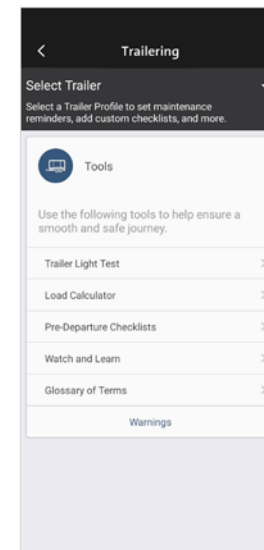 Trailering
Select Trailer
Select a Trailer Profile to set maintenance
reminders, add custom checklists, and more.
Tools
Use the following tools to help ensure a
smooth and safe journey.
Trailer Light Test
Load Calculator
Pre-Departure Checklists
Watch and Learn
Glossary of Terms
Warnings